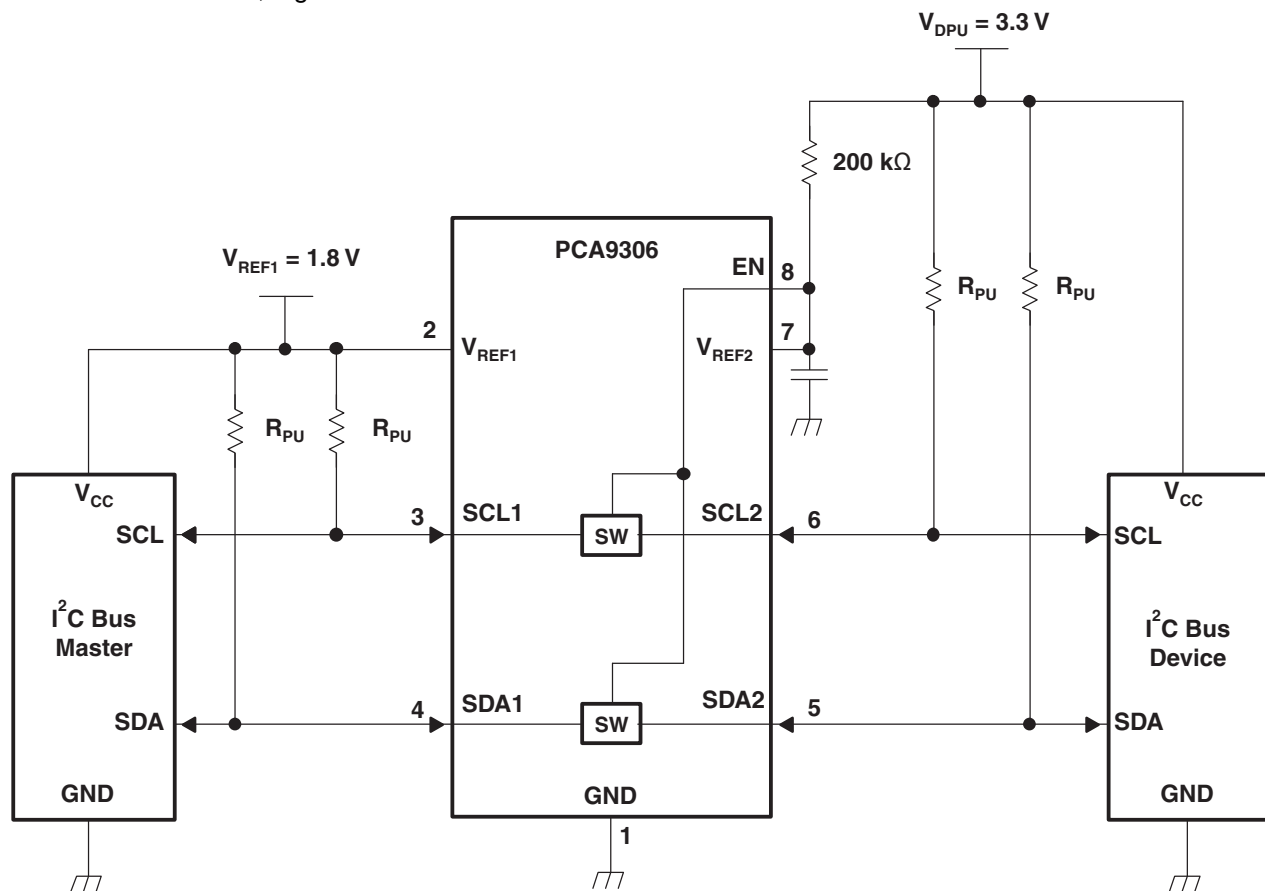 V_DPU = 3.3 V
200 kΩ
PCA9306
V_REF1 = 1.8 V
EN
8
R_PU
R_PU
2
7
V_REF1
V_REF2
R_PU
R_PU
V_CC
V_CC
SCL
3
SCL1
SW
SCL2
6
SCL
I²C Bus
Master
I²C Bus
Device
SDA
4
SDA1
SW
SDA2
5
SDA
GND
GND
GND
1